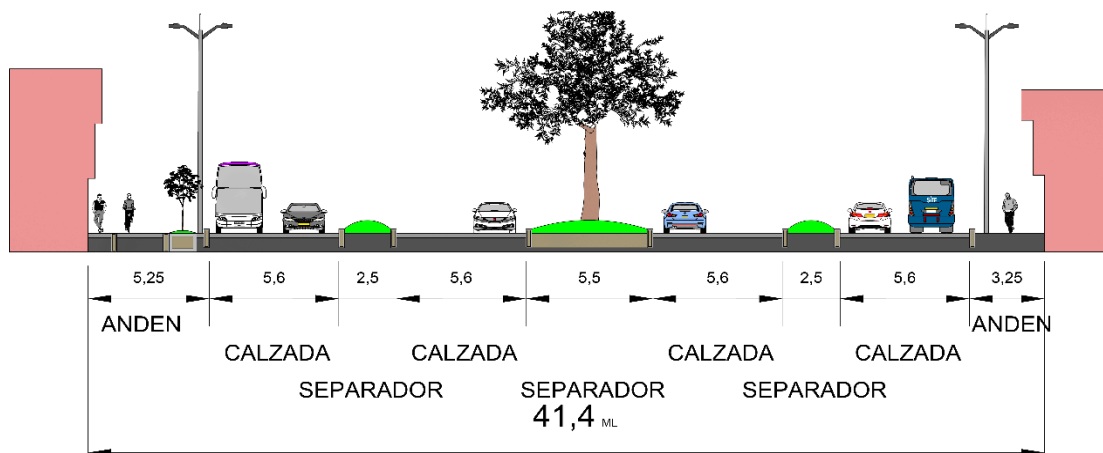 5,25 5,6 2,5 5,6 5,5 5,6 2,5 5,6 3,25
ANDEN ANDEN
CALZADA CALZADA CALZADA CALZADA
SEPARADOR SEPARADOR SEPARADOR
41,4 ML